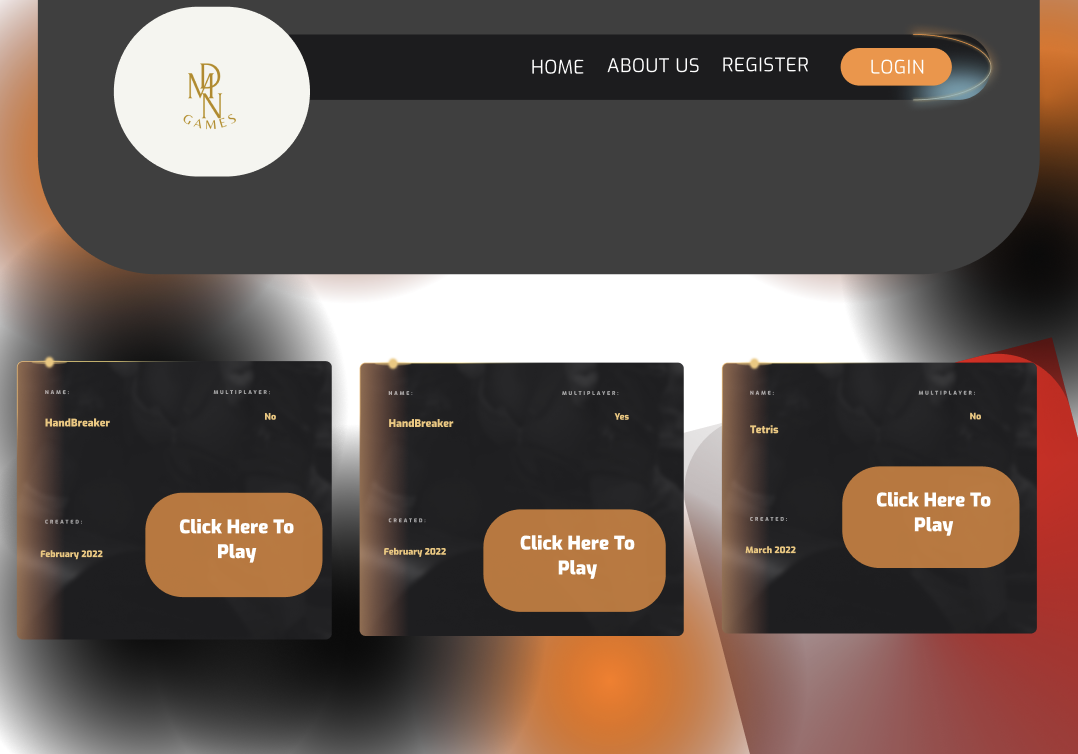 MDN
GAMES
HOME
ABOUT US
REGISTER
LOGIN
NAME:
MULTIPLAYER:
HandBreaker
No
CREATED:
February 2022
Click Here To
Play
NAME:
MULTIPLAYER:
HandBreaker
Yes
CREATED:
February 2022
Click Here To
Play
NAME:
MULTIPLAYER:
Tetris
No
CREATED:
March 2022
Click Here To
Play